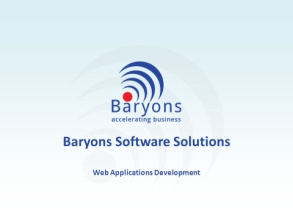 Baryons
accelerating business
Baryons Software Solutions
Web Applications Development